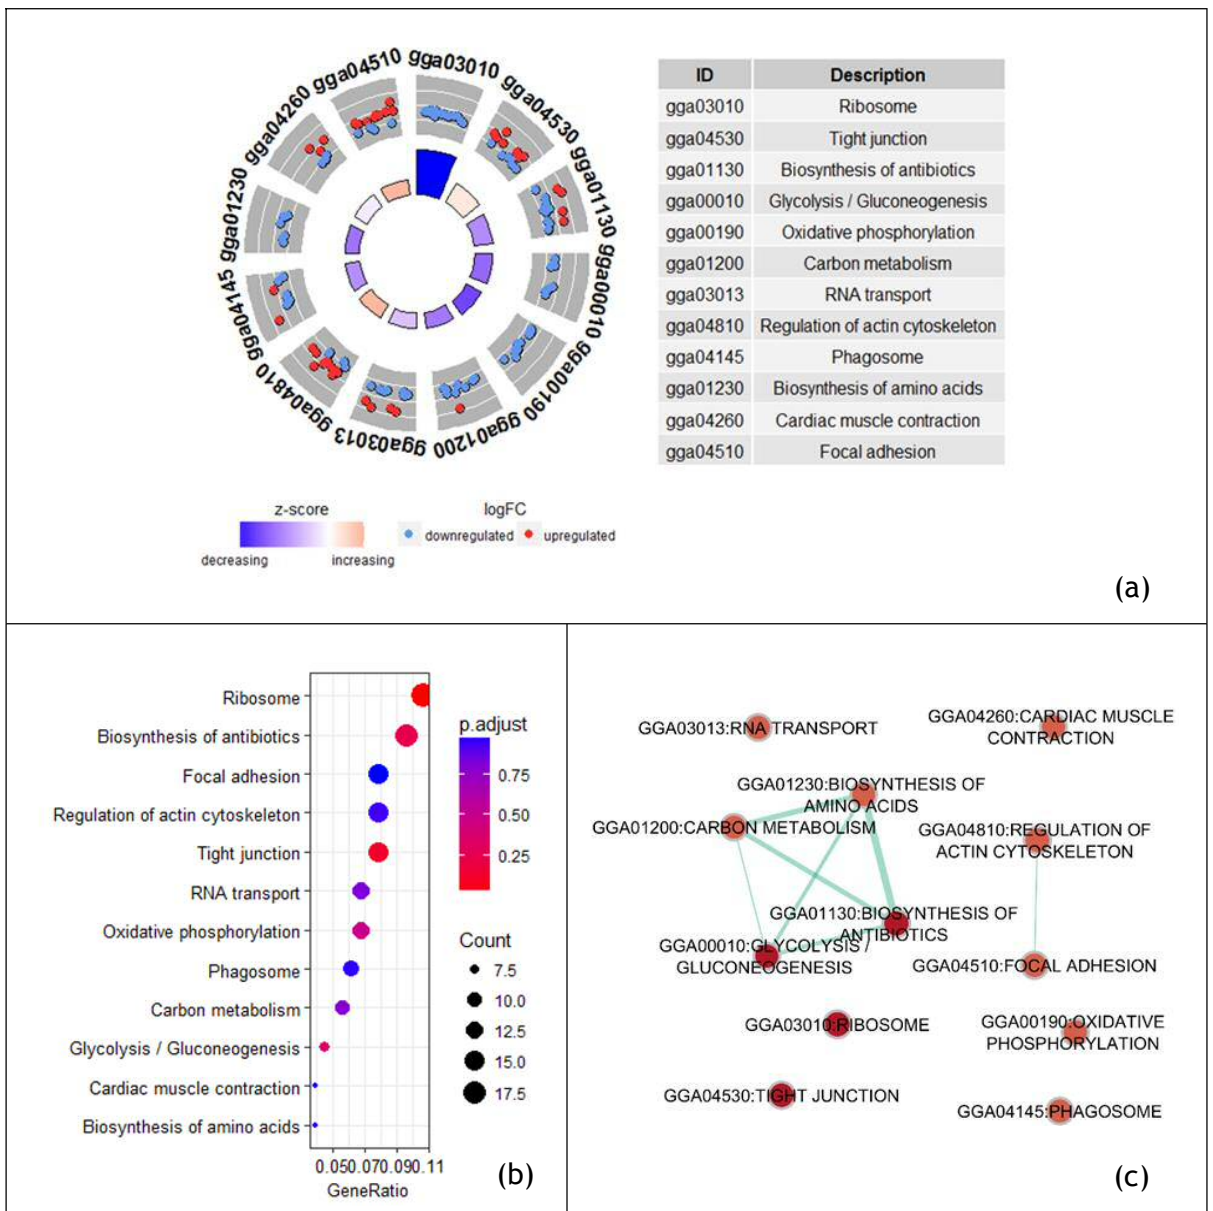 gga03010
gga04530
gga01130
gga00010
gga00190
gga01200
gga03013
gga04810
gga04145
gga01230
gga04260
gga04510
ID Description
gga03010 Ribosome
gga04530 Tight junction
gga01130 Biosynthesis of antibiotics
gga00010 Glycolysis / Gluconeogenesis
gga00190 Oxidative phosphorylation
gga01200 Carbon metabolism
gga03013 RNA transport
gga04810 Regulation of actin cytoskeleton
gga04145 Phagosome
gga01230 Biosynthesis of amino acids
gga04260 Cardiac muscle contraction
gga04510 Focal adhesion
z-score logFC
downregulated upregulated
decreasing increasing
(a)
Ribosome
Biosynthesis of antibiotics
Focal adhesion
Regulation of actin cytoskeleton
Tight junction
RNA transport
Oxidative phosphorylation
Phagosome
Carbon metabolism
Glycolysis / Gluconeogenesis
Cardiac muscle contraction
Biosynthesis of amino acids
0.050.070.090.11
GeneRatio
p.adjust
0.75
0.50
0.25
Count
7.5
10.0
12.5
15.0
17.5
(b)
GGA03013:RNA TRANSPORT
GGA04260:CARDIAC MUSCLE
CONTRACTION
GGA01230:BIOSYNTHESIS OF
AMINO ACIDS
GGA01200:CARBON METABOLISM
GGA04810:REGULATION OF
ACTIN CYTOSKELETON
GGA01130:BIOSYNTHESIS OF
ANTIBIOTICS
GGA00010:GLYCOLYSIS /
GLUCONEOGENESIS
GGA04510:FOCAL ADHESION
GGA03010:RIBOSOME
GGA00190:OXIDATIVE
PHOSPHORYLATION
GGA04530:TIGHT JUNCTION
GGA04145:PHAGOSOME
(c)